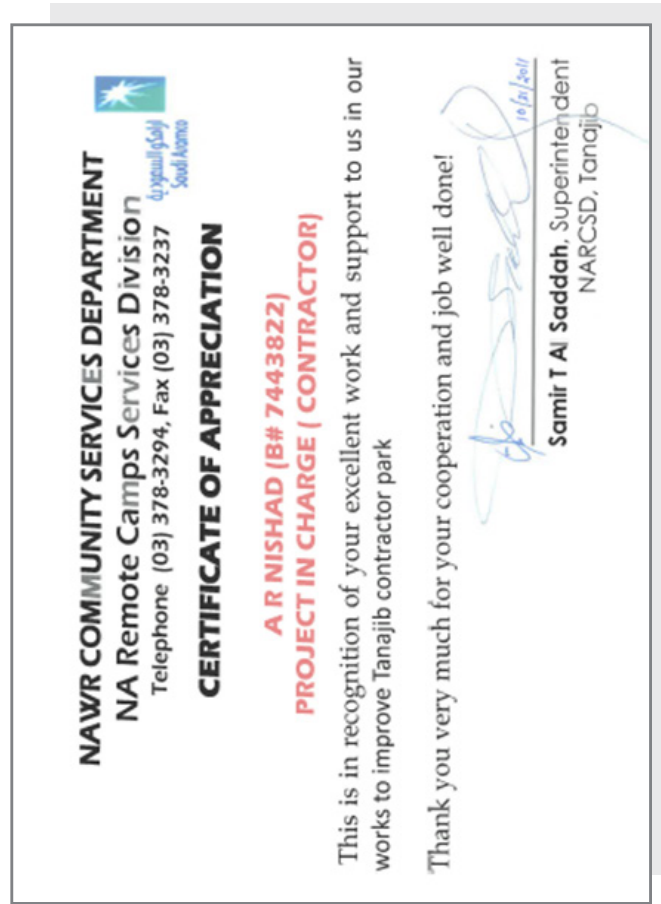 NAWR COMMUNITY SERVICES DEPARTMENT
NA Remote Camps Services Division
Telephone (03) 378-3294, Fax (03) 378-3237
أرامكو السعودية
Saudi Aramco
CERTIFICATE OF APPRECIATION
A R NISHAD (B# 7443822)
PROJECT IN CHARGE ( CONTRACTOR)
This is in recognition of your excellent work and support to us in our
works to improve Tanajib contractor park
Thank you very much for your cooperation and job well done!
10/21/2011
Samir T Al Saddah, Superintendent
NARCSD, Tanajib